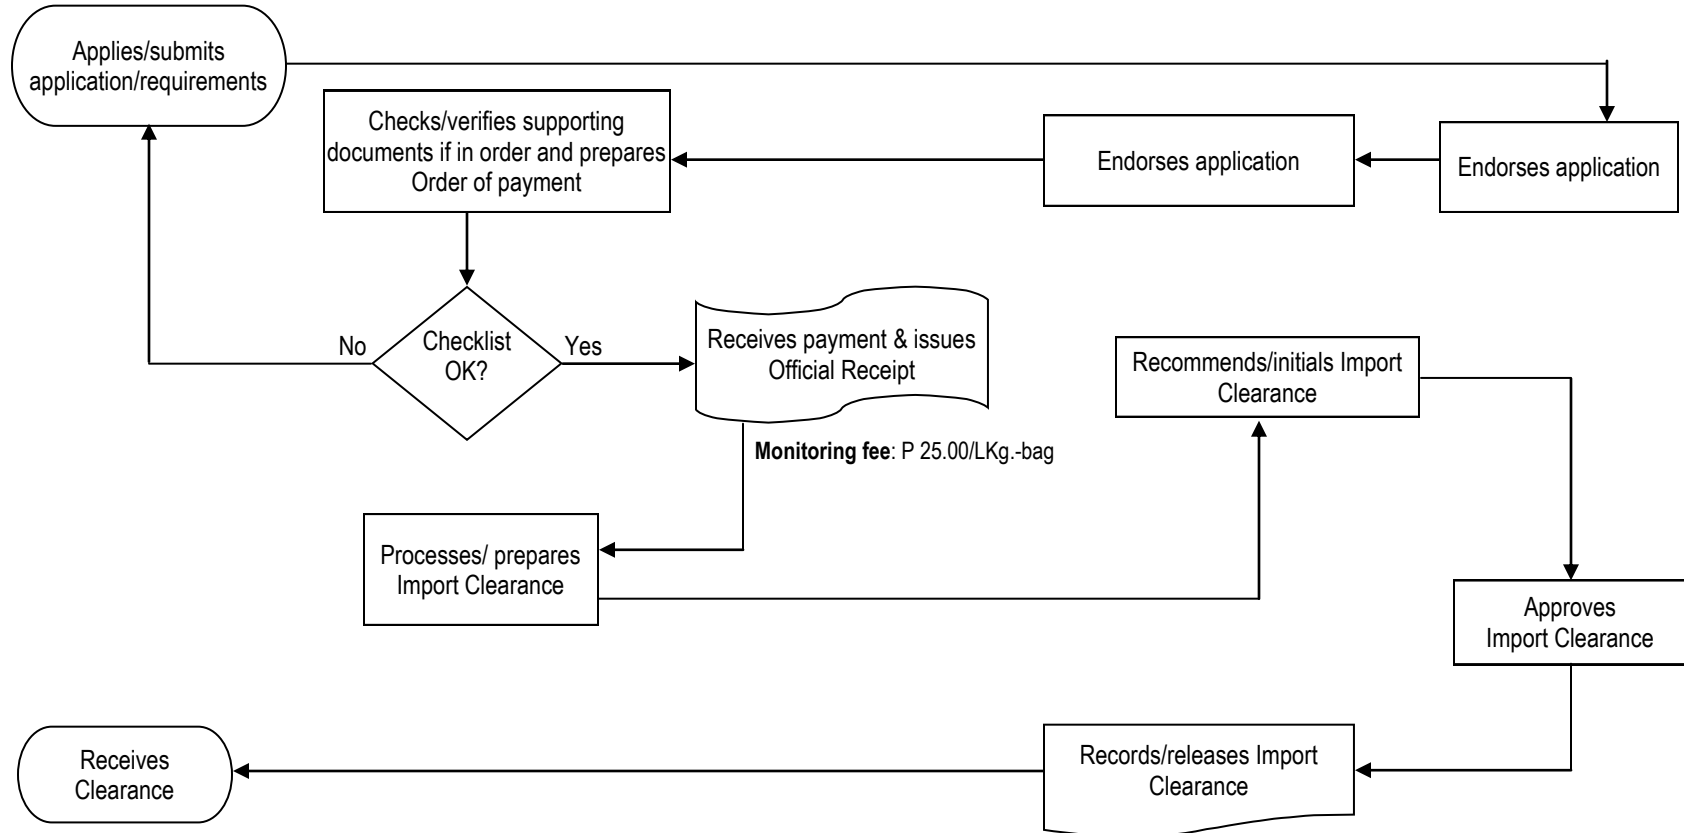 Applies/submits
application/requirements
Checks/verifies supporting
documents if in order and prepares
Order of payment
Endorses application
Endorses application
No
Checklist
OK?
Yes
Receives payment & issues
Official Receipt
Monitoring fee: P 25.00/LKg.-bag
Recommends/initials Import
Clearance
Processes/ prepares
Import Clearance
Approves
Import Clearance
Records/releases Import
Clearance
Receives
Clearance